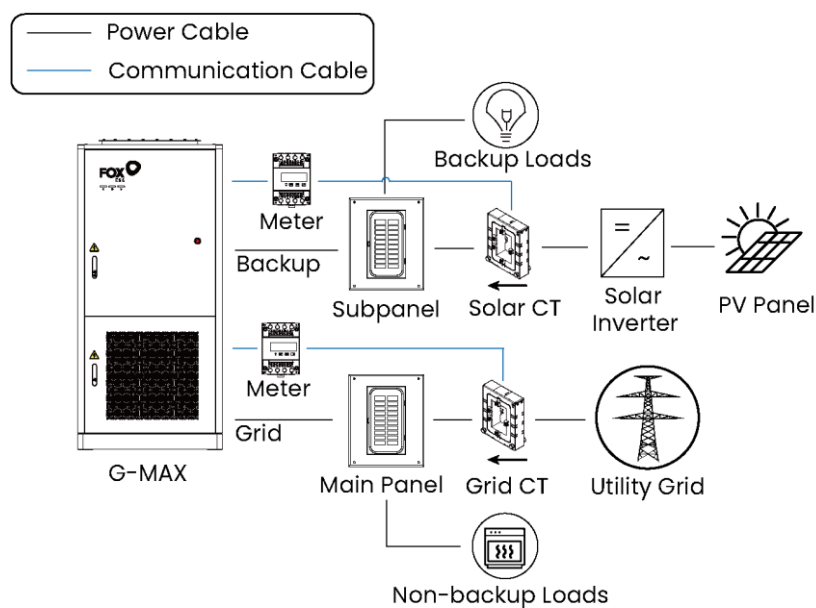 Power Cable
Communication Cable
Backup Loads
FOX
ESS
Meter
Backup
Subpanel
Solar CT
Solar
Inverter
PV Panel
Meter
Grid
G-MAX
Main Panel
Grid CT
Utility Grid
Non-backup Loads